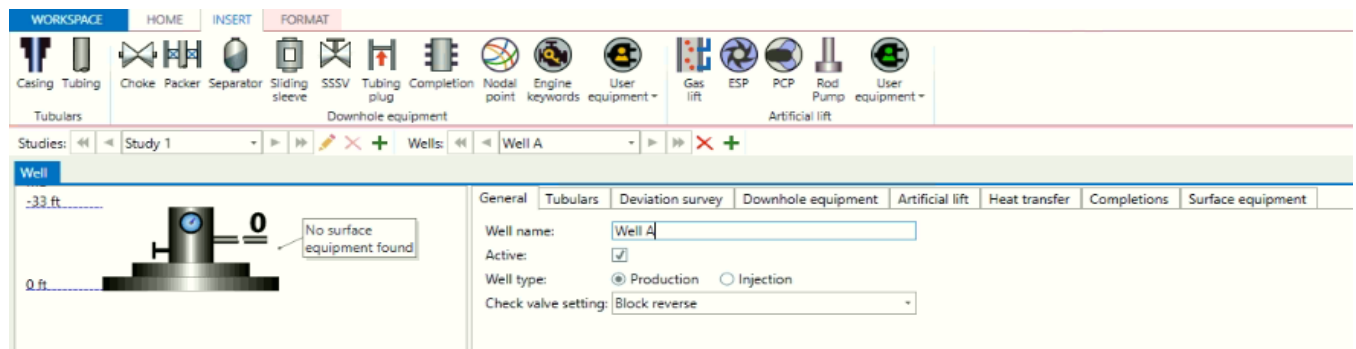 WORKSPACE HOME INSERT FORMAT
Casing Tubing Choke Packer Separator Sliding sleeve SSSV Tubing plug Completion Nodal point Engine keywords User equipment Gas lift ESP PCP Rod Pump User equipment
Tubulars Downhole equipment Artificial lift
Studies: Study 1 Wells: Well A
Well
-33 ft
No surface
equipment found
0 ft
General Tubulars Deviation survey Downhole equipment Artificial lift Heat transfer Completions Surface equipment
Well name: Well A
Active:
Well type: Production Injection
Check valve setting: Block reverse